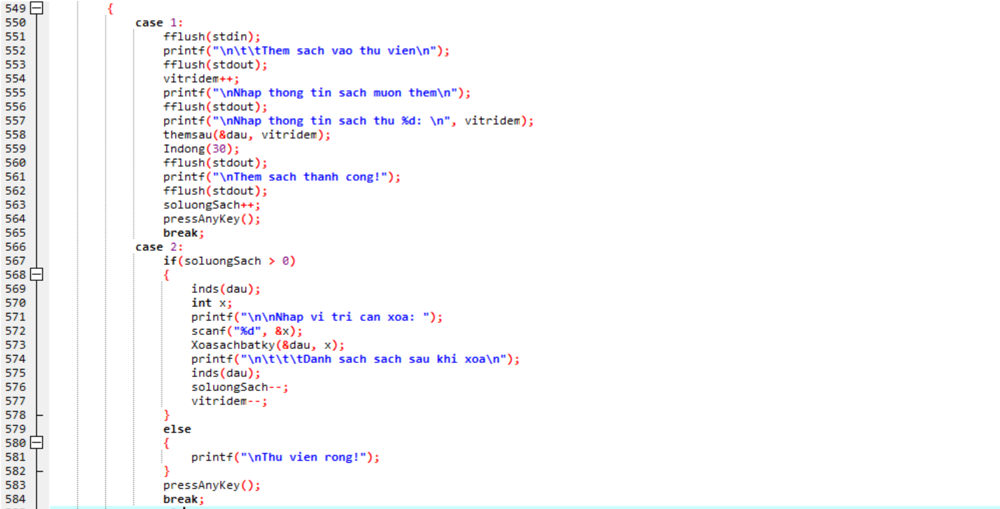 549 {
550 case 1:
551 fflush(stdin);
552 printf("\n\t\tThem sach vao thu vien\n");
553 fflush(stdout);
554 vitridem++;
555 printf("\nNhap thong tin sach muon them\n");
556 fflush(stdout);
557 printf("\nNhap thong tin sach thu %d: \n", vitridem);
558 themsau(&dau, vitridem);
559 Indong(30);
560 fflush(stdout);
561 printf("\nThem sach thanh cong!");
562 fflush(stdout);
563 soluongSach++;
564 pressAnyKey();
565 break;
566 case 2:
567 if(soluongSach > 0)
568 {
569 inds(dau);
570 int x;
571 printf("\n\nNhap vi tri can xoa: ");
572 scanf("%d", &x);
573 Xoasachbatky(&dau, x);
574 printf("\n\t\t\tDanh sach sach sau khi xoa\n");
575 inds(dau);
576 soluongSach--;
577 vitridem--;
578 }
579 else
580 {
581 printf("\nThu vien rong!");
582 }
583 pressAnyKey();
584 break;